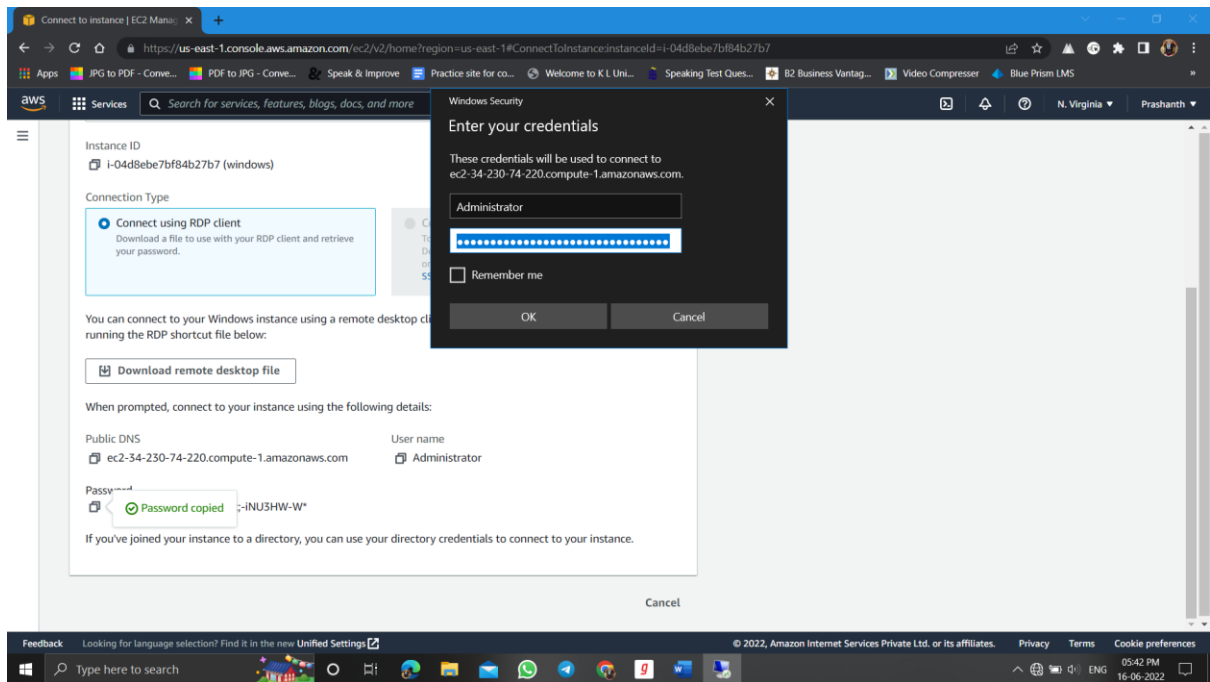 Connect to instance | EC2 Manag
https://us-east-1.console.aws.amazon.com/ec2/v2/home?region=us-east-1#ConnectToInstance:instanceId=i-04d8ebe7bf84b27b7
Apps JPG to PDF - Conve... PDF to JPG - Conve... Speak & Improve Practice site for co... Welcome to K L Uni... Speaking Test Ques... B2 Business Vantag... Video Compresser Blue Prism LMS »
aws Services Search for services, features, blogs, docs, and more N. Virginia Prashanth
Windows Security
Enter your credentials
These credentials will be used to connect to
ec2-34-230-74-220.compute-1.amazonaws.com.
Administrator
Remember me
OK Cancel
Instance ID
i-04d8ebe7bf84b27b7 (windows)
Connection Type
Connect using RDP client
Download a file to use with your RDP client and retrieve
your password.
You can connect to your Windows instance using a remote desktop cli
running the RDP shortcut file below:
Download remote desktop file
When prompted, connect to your instance using the following details:
Public DNS User name
ec2-34-230-74-220.compute-1.amazonaws.com Administrator
Password
Password copied ;-iNU3HW-W*
If you've joined your instance to a directory, you can use your directory credentials to connect to your instance.
Cancel
Feedback Looking for language selection? Find it in the new Unified Settings © 2022, Amazon Internet Services Private Ltd. or its affiliates. Privacy Terms Cookie preferences
Type here to search ENG 05:42 PM
16-06-2022